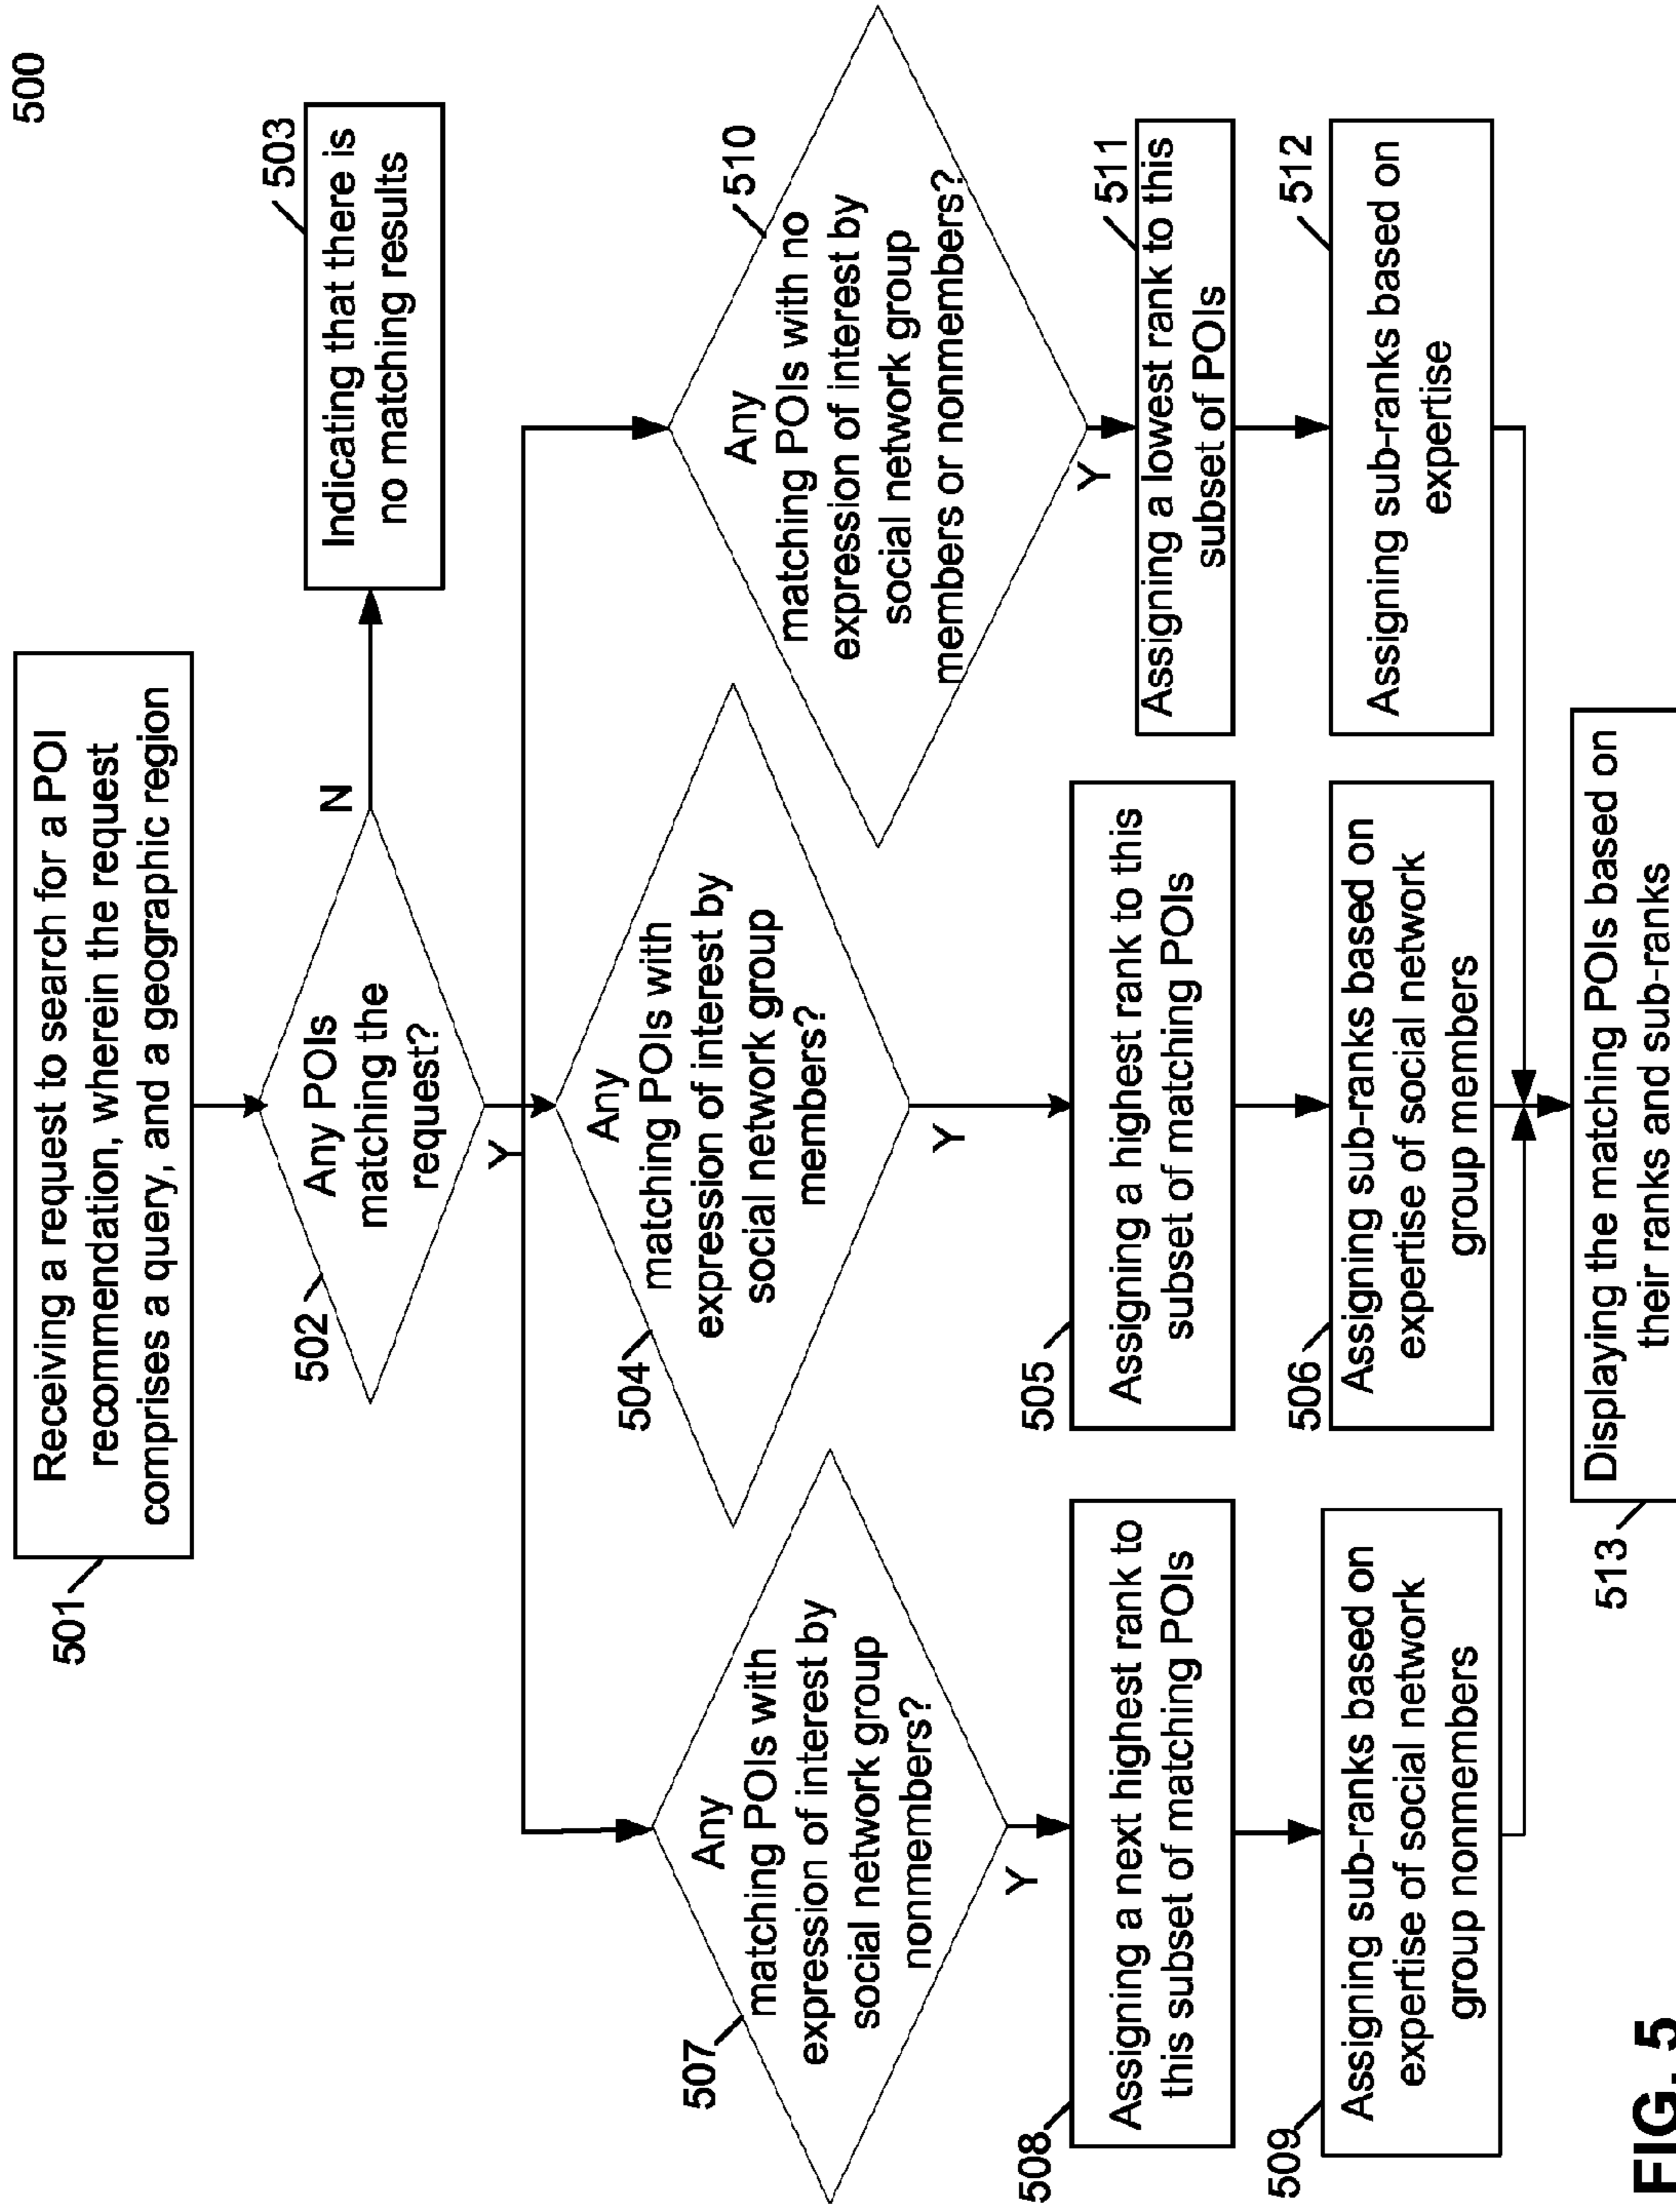 500
501
Receiving a request to search for a POI
recommendation, wherein the request
comprises a query, and a geographic region
502
Any POIs
matching the
request?
N
503
Indicating that there is
no matching results
Y
507
Any
matching POIs with
expression of interest by
social network group
nonmembers?
Y
504
Any
matching POIs with
expression of interest by
social network group
members?
Y
510
Any
matching POIs with no
expression of interest by
social network group
members or nonmembers?
Y
508
Assigning a next highest rank to
this subset of matching POIs
505
Assigning a highest rank to this
subset of matching POIs
511
Assigning a lowest rank to this
subset of POIs
509
Assigning sub-ranks based on
expertise of social network
group nonmembers
506
Assigning sub-ranks based on
expertise of social network
group members
512
Assigning sub-ranks based on
expertise
513
Displaying the matching POIs based on
their ranks and sub-ranks
FIG. 5